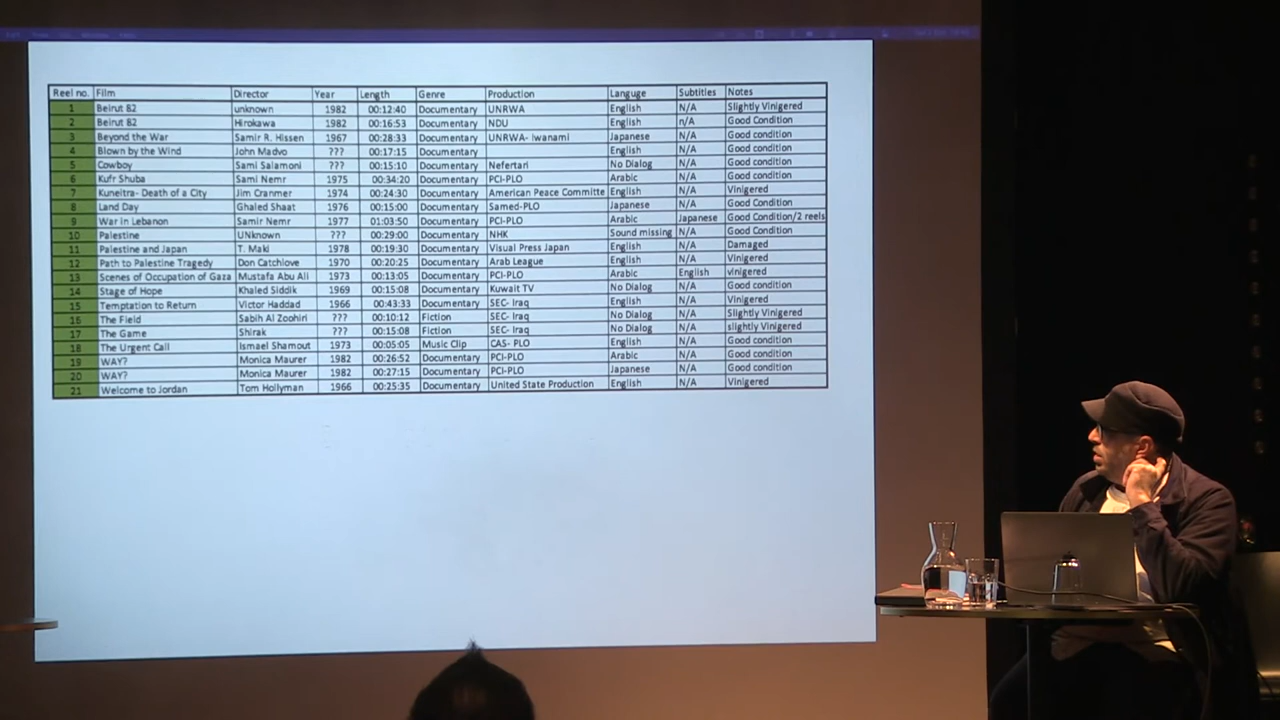 Reel no. Film Director Year Length Genre Production Languge Subtitles Notes
1 Beirut 82 unknown 1982 00:12:40 Documentary UNRWA English N/A Slightly Vinigered
2 Beirut 82 Hirokawa 1982 00:16:53 Documentary NDU English n/A Good Condition
3 Beyond the War Samir R. Hissen 1967 00:28:33 Documentary UNRWA- Iwanami Japanese N/A Good Condition
4 Blown by the Wind John Madvo ??? 00:17:15 Documentary English N/A Good condition
5 Cowboy Sami Salamoni ??? 00:15:10 Documentary Nefertari No Dialog N/A Good condition
6 Kufr Shuba Sami Nemr 1975 00:34:20 Documentary PCI-PLO Arabic N/A Good condition
7 Kuneitra- Death of a City Jim Cranmer 1974 00:24:30 Documentary American Peace Committe English N/A Vinigered
8 Land Day Ghaled Shaat 1976 00:15:00 Documentary Samed-PLO Japanese N/A Good Condition
9 War in Lebanon Samir Nemr 1977 01:03:50 Documentary PCI-PLO Arabic Japanese Good Condition/2 reels
10 Palestine UNknown ??? 00:29:00 Documentary NHK Sound missing N/A Good Condition
11 Palestine and Japan T. Maki 1978 00:19:30 Documentary Visual Press Japan English N/A Damaged
12 Path to Palestine Tragedy Don Catchlove 1970 00:20:25 Documentary Arab League English N/A Vinigered
13 Scenes of Occupation of Gaza Mustafa Abu Ali 1973 00:13:05 Documentary PCI-PLO Arabic English vinigered
14 Stage of Hope Khaled Siddik 1969 00:15:08 Documentary Kuwait TV No Dialog N/A Good condition
15 Temptation to Return Victor Haddad 1966 00:43:33 Documentary SEC- Iraq English N/A Vinigered
16 The Field Sabih Al Zoohiri ??? 00:10:12 Fiction SEC- Iraq No Dialog N/A Slightly Vinigered
17 The Game Shirak ??? 00:15:08 Fiction SEC- Iraq No Dialog N/A slightly Vinigered
18 The Urgent Call Ismael Shamout 1973 00:05:05 Music Clip CAS- PLO English N/A Good condition
19 WAY? Monica Maurer 1982 00:26:52 Documentary PCI-PLO Arabic N/A Good condition
20 WAY? Monica Maurer 1982 00:27:15 Documentary PCI-PLO Japanese N/A Good condition
21 Welcome to Jordan Tom Hollyman 1966 00:25:35 Documentary United State Production English N/A Vinigered